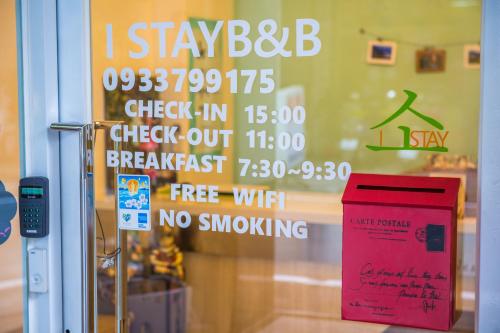 I STAYB&B
0933799175
CHECK-IN 15:00
CHECK-OUT 11:00
BREAKFAST 7:30~9:30
FREE WIFI
NO SMOKING
I STAY
CARTE POSTALE